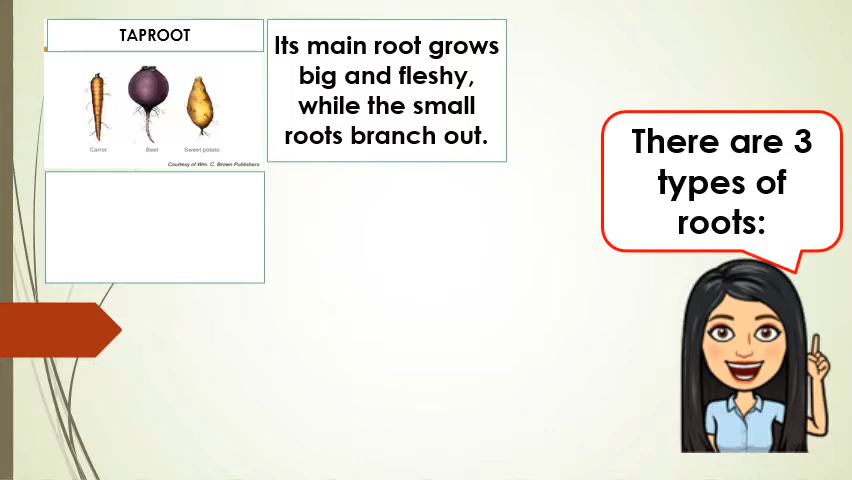 TAPROOT
Its main root grows
big and fleshy,
while the small
roots branch out.
Carrot Beet Sweet potato
Courtesy of Wm. C. Brown Publishers
There are 3
types of
roots: